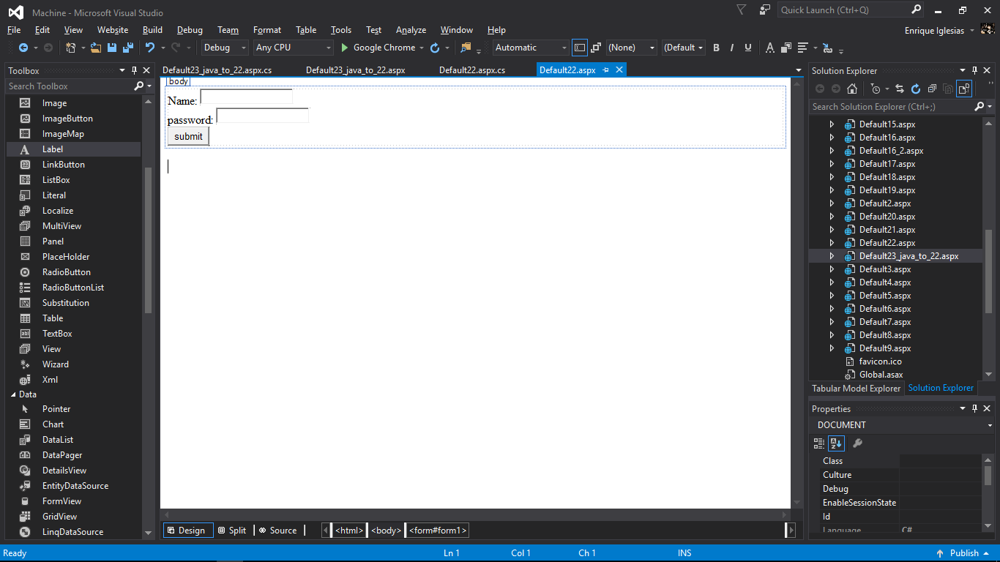 Machine - Microsoft Visual Studio
Quick Launch (Ctrl+Q)
File Edit View Website Build Debug Team Format Table Tools Test Analyze Window Help
Enrique Iglesias
Debug Any CPU Google Chrome Automatic (None) (Default B I U A
Toolbox
Search Toolbox
Image
ImageButton
ImageMap
A Label
LinkButton
ListBox
Literal
Localize
MultiView
Panel
PlaceHolder
RadioButton
RadioButtonList
Substitution
Table
TextBox
View
Wizard
Xml
Data
Pointer
Chart
DataList
DataPager
DetailsView
EntityDataSource
FormView
GridView
LinqDataSource
Default23_java_to_22.aspx.cs Default23_java_to_22.aspx Default22.aspx.cs Default22.aspx
body
Name:
password:
submit
Design Split Source <html> <body> <form#form1>
Solution Explorer
Search Solution Explorer (Ctrl+;)
Default15.aspx
Default16.aspx
Default16_2.aspx
Default17.aspx
Default18.aspx
Default19.aspx
Default2.aspx
Default20.aspx
Default21.aspx
Default22.aspx
Default23_java_to_22.aspx
Default3.aspx
Default4.aspx
Default5.aspx
Default6.aspx
Default7.aspx
Default8.aspx
Default9.aspx
favicon.ico
Global.asax
Tabular Model Explorer Solution Explorer
Properties
DOCUMENT
Class
Culture
Debug
EnableSessionState
Id
Language C#
Ready Ln 1 Col 1 Ch 1 INS Publish